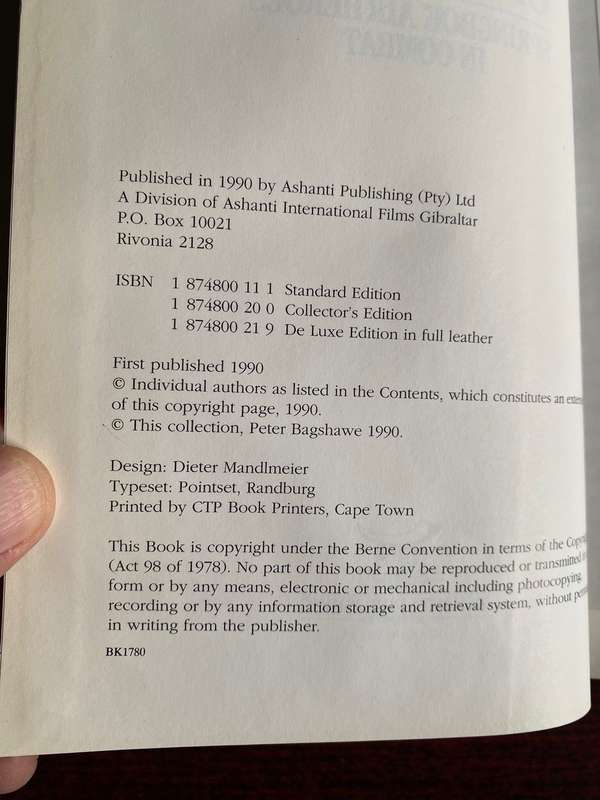 Published in 1990 by Ashanti Publishing (Pty) Ltd
A Division of Ashanti International Films Gibraltar
P.O. Box 10021
Rivonia 2128
ISBN 1 874800 11 1 Standard Edition
1 874800 20 0 Collector's Edition
1 874800 21 9 De Luxe Edition in full leather
First published 1990
© Individual authors as listed in the Contents, which constitutes an
of this copyright page, 1990.
© This collection, Peter Bagshawe 1990.
Design: Dieter Mandlmeier
Typeset: Pointset, Randburg
Printed by CTP Book Printers, Cape Town
This Book is copyright under the Berne Convention in terms of the
(Act 98 of 1978). No part of this book may be reproduced or transmitted
form or by any means, electronic or mechanical including photocopying,
recording or by any information storage and retrieval system, without
in writing from the publisher.
BK1780